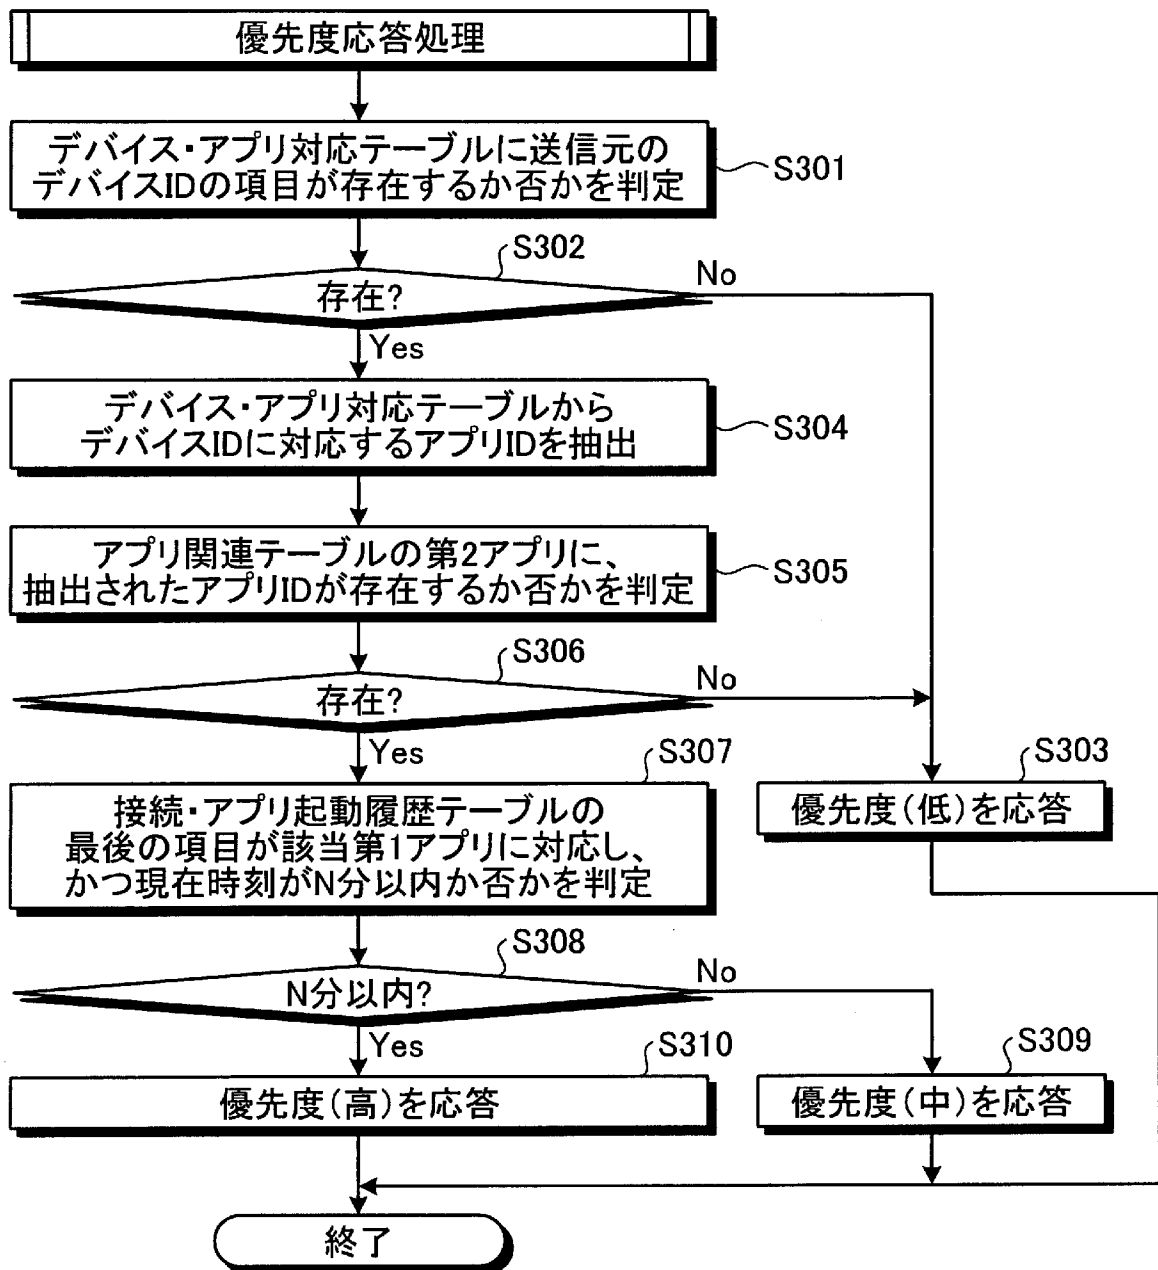 優先度応答処理
デバイス・アプリ対応テーブルに送信元の
デバイスIDの項目が存在するか否かを判定
S301
S302
存在?
No
Yes
デバイス・アプリ対応テーブルから
デバイスIDに対応するアプリIDを抽出
S304
アプリ関連テーブルの第2アプリに、
抽出されたアプリIDが存在するか否かを判定
S305
S306
存在?
No
Yes
S307
接続・アプリ起動履歴テーブルの
最後の項目が該当第1アプリに対応し、
かつ現在時刻がN分以内か否かを判定
S303
優先度(低)を応答
S308
N分以内?
No
Yes
S310
優先度(高)を応答
S309
優先度(中)を応答
終了